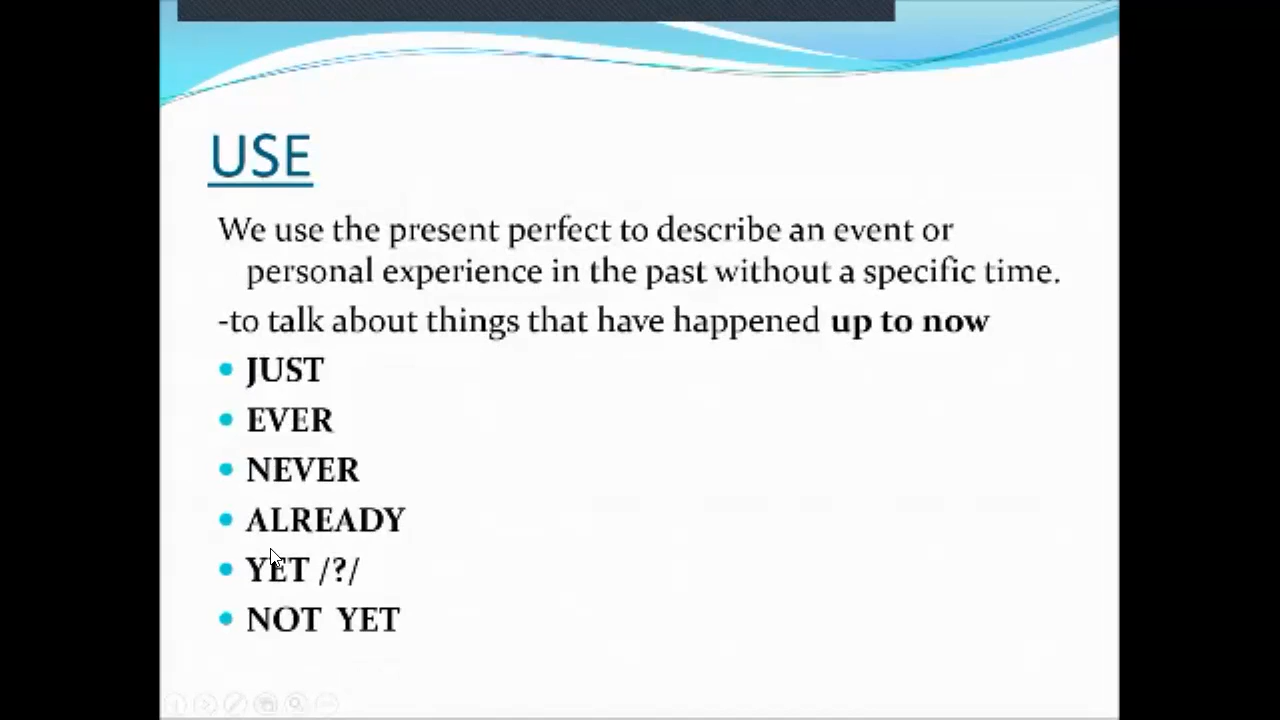 USE
We use the present perfect to describe an event or
personal experience in the past without a specific time.
-to talk about things that have happened up to now
• JUST
• EVER
• NEVER
• ALREADY
• YET /?/
• NOT YET